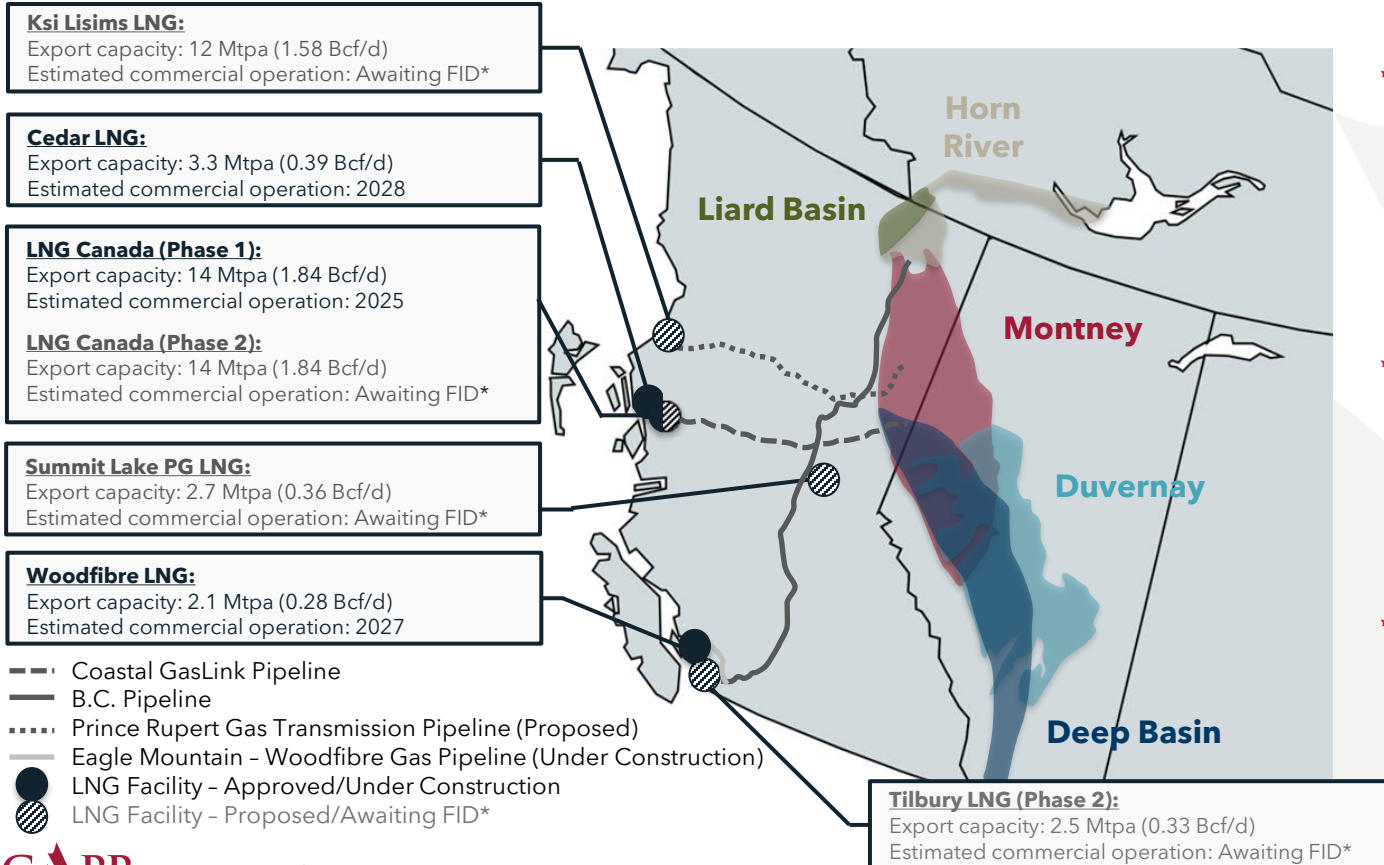 Ksi Lisims LNG:
Export capacity: 12 Mtpa (1.58 Bcf/d)
Estimated commercial operation: Awaiting FID*
Cedar LNG:
Export capacity: 3.3 Mtpa (0.39 Bcf/d)
Estimated commercial operation: 2028
LNG Canada (Phase 1):
Export capacity: 14 Mtpa (1.84 Bcf/d)
Estimated commercial operation: 2025
LNG Canada (Phase 2):
Export capacity: 14 Mtpa (1.84 Bcf/d)
Estimated commercial operation: Awaiting FID*
Summit Lake PG LNG:
Export capacity: 2.7 Mtpa (0.36 Bcf/d)
Estimated commercial operation: Awaiting FID*
Woodfibre LNG:
Export capacity: 2.1 Mtpa (0.28 Bcf/d)
Estimated commercial operation: 2027
Horn
River
Liard Basin
Montney
Duvernay
Deep Basin
Coastal GasLink Pipeline
B.C. Pipeline
Prince Rupert Gas Transmission Pipeline (Proposed)
Eagle Mountain – Woodfibre Gas Pipeline (Under Construction)
LNG Facility – Approved/Under Construction
LNG Facility – Proposed/Awaiting FID*
Tilbury LNG (Phase 2):
Export capacity: 2.5 Mtpa (0.33 Bcf/d)
Estimated commercial operation: Awaiting FID*